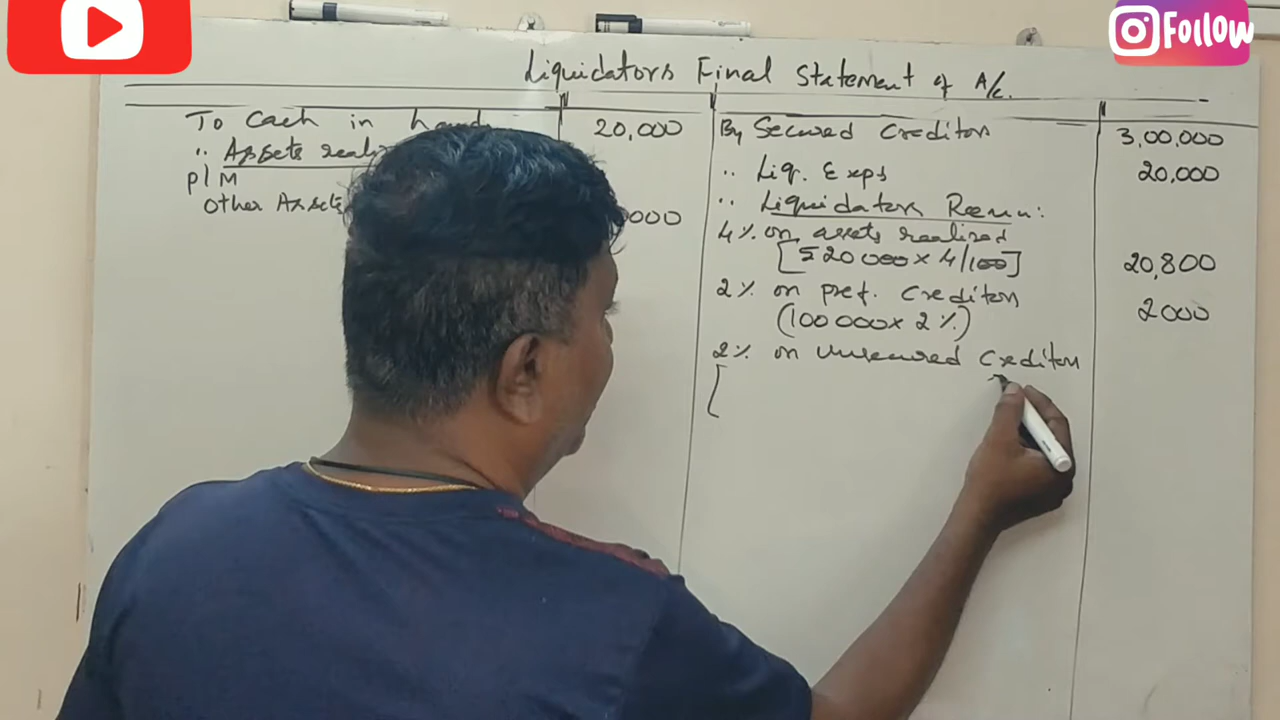 Follow
Liquidators Final Statement of A/c.
To Cash in hand 20,000
" Assets reali
P/M
Other Assets 0000
By Secured Creditors 3,00,000
" Liq. Exps 20,000
" Liquidators Remu:
4% on assets realized
[520000 x 4/100] 20,800
2% on pref. Creditors
(100000 x 2%) 2000
2% on Unsecured Creditors
[